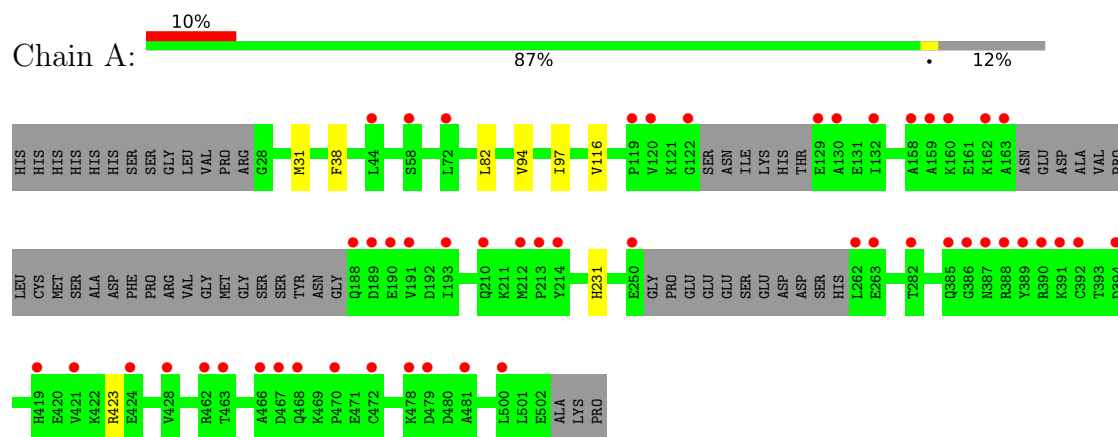 Chain A:
10%
87%
•
12%
HIS HIS HIS HIS HIS HIS SER SER GLY LEU VAL PRO ARG G28 M31 F38 L44 S58 L72 L82 V94 I97 V116 P119 V120 K121 G122 SER ASN ILE LYS HIS THR E129 A130 E131 I132 A158 A159 K160 E161 K162 A163 ASN GLU ASP ALA VAL PRO
LEU CYS MET SER ALA ASP PHE PRO ARG VAL GLY MET GLY SER SER TYR ASN GLY Q188 D189 E190 V191 D192 I193 Q210 K211 M212 P213 Y214 H231 E250 GLY PRO GLU GLU GLU SER SER GLU ASP ASP SER HIS L262 E263 T282 Q385 G386 N387 R388 Y389 R390 K391 C392 T393 D394
H419 E420 V421 K422 R423 E424 V428 R462 T463 A466 D467 Q468 K469 P470 E471 C472 K478 D479 D480 A481 L500 L501 E502 ALA LYS PRO